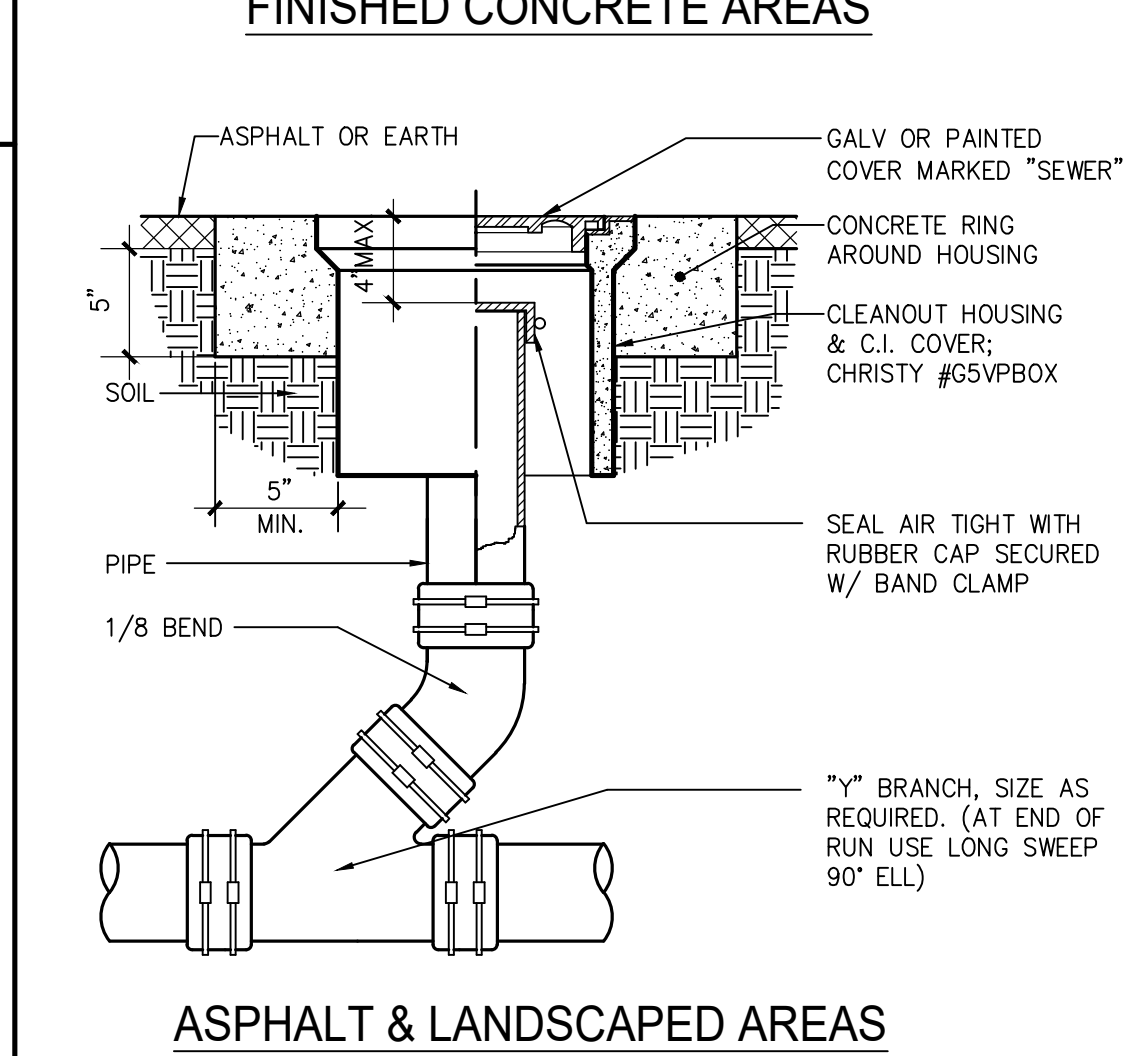 FINISHED CONCRETE AREAS
ASPHALT OR EARTH
GALV OR PAINTED
COVER MARKED "SEWER"
CONCRETE RING
AROUND HOUSING
4" MAX
5"
CLEANOUT HOUSING
& C.I. COVER;
CHRISTY #G5VPBOX
SOIL
5"
MIN.
SEAL AIR TIGHT WITH
RUBBER CAP SECURED
W/ BAND CLAMP
PIPE
1/8 BEND
"Y" BRANCH, SIZE AS
REQUIRED. (AT END OF
RUN USE LONG SWEEP
90° ELL)
ASPHALT & LANDSCAPED AREAS